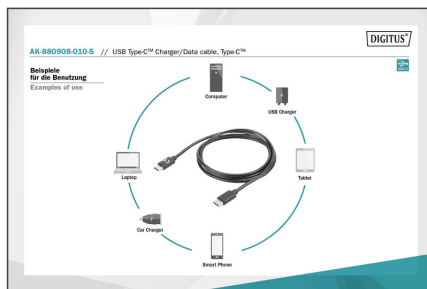 DIGITUS®
AK-880908-010-S // USB Type-C™ Charger/Data cable, Type-C™
Beispiele
für die Benutzung
Examples of use
Computer
USB Charger
Laptop
Tablet
Car Charger
Smart Phone